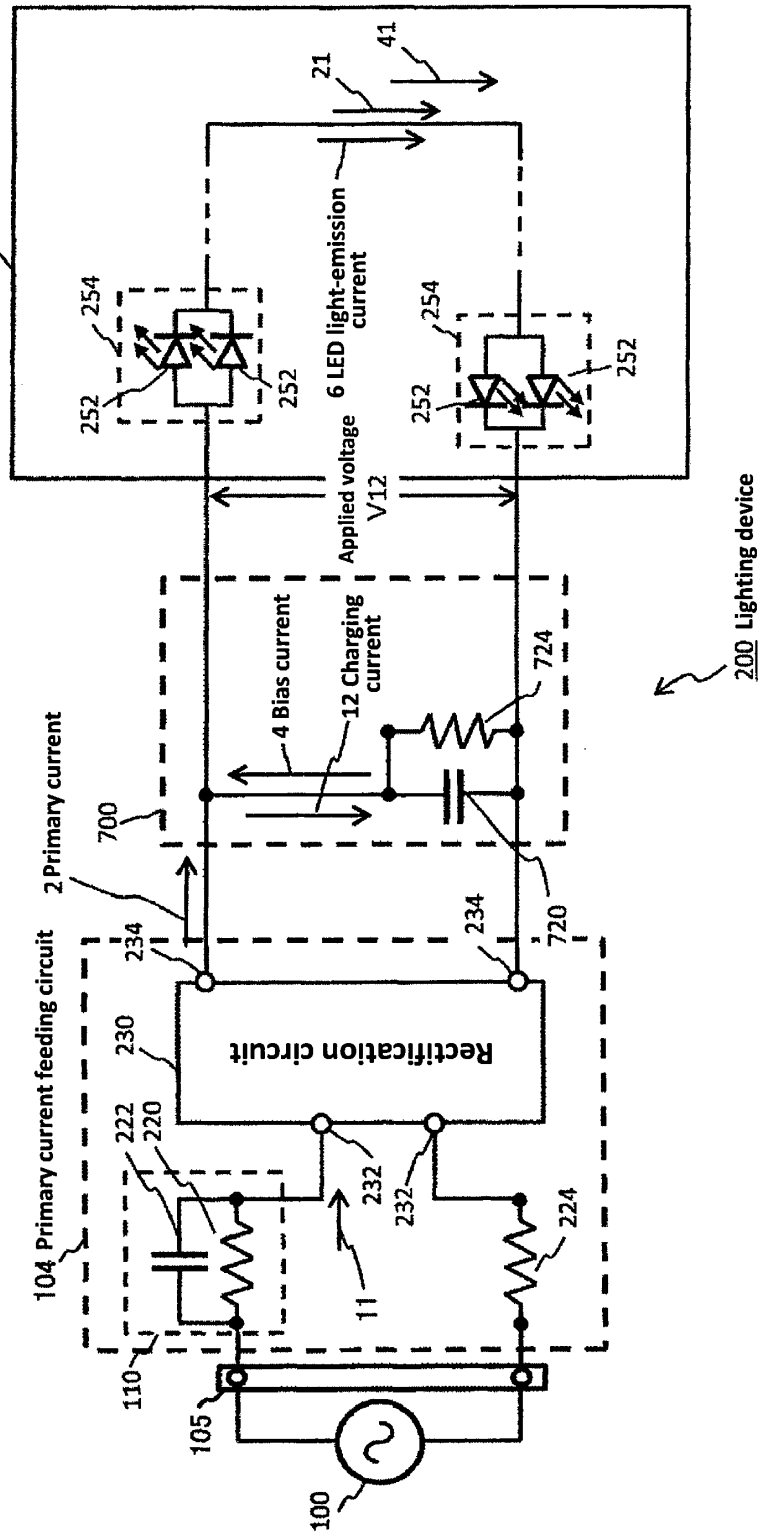 104 Primary current feeding circuit
2 Primary current
700
4 Bias current
12 Charging
current
724
720
234
234
230
Rectification circuit
222
220
232
232
11
224
110
105
100
Applied voltage
V12
6 LED light-emission
current
21
41
254
252
252
254
252
252
200 Lighting device